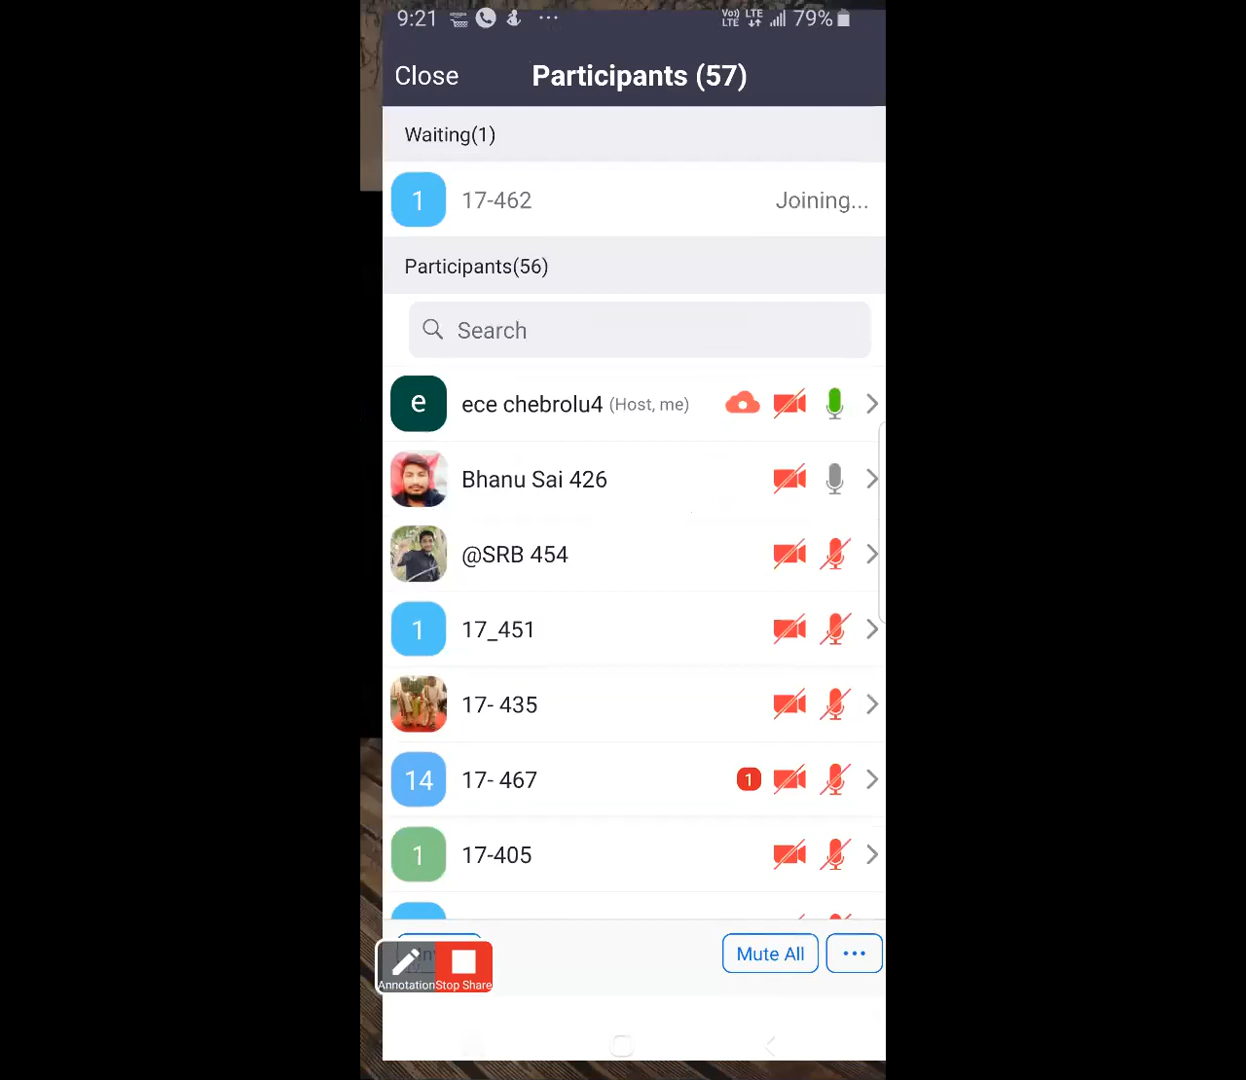 9:21 79%
Close Participants (57)
Waiting(1)
1 17-462 Joining...
Participants(56)
Search
e ece chebrolu4 (Host, me)
Bhanu Sai 426
@SRB 454
1 17_451
17- 435
14 17- 467 1
1 17-405
Mute All ...
Annotation Stop Share